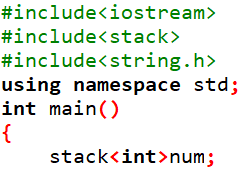 #include<iostream>
#include<stack>
#include<string.h>
using namespace std;
int main()
{
    stack<int>num;